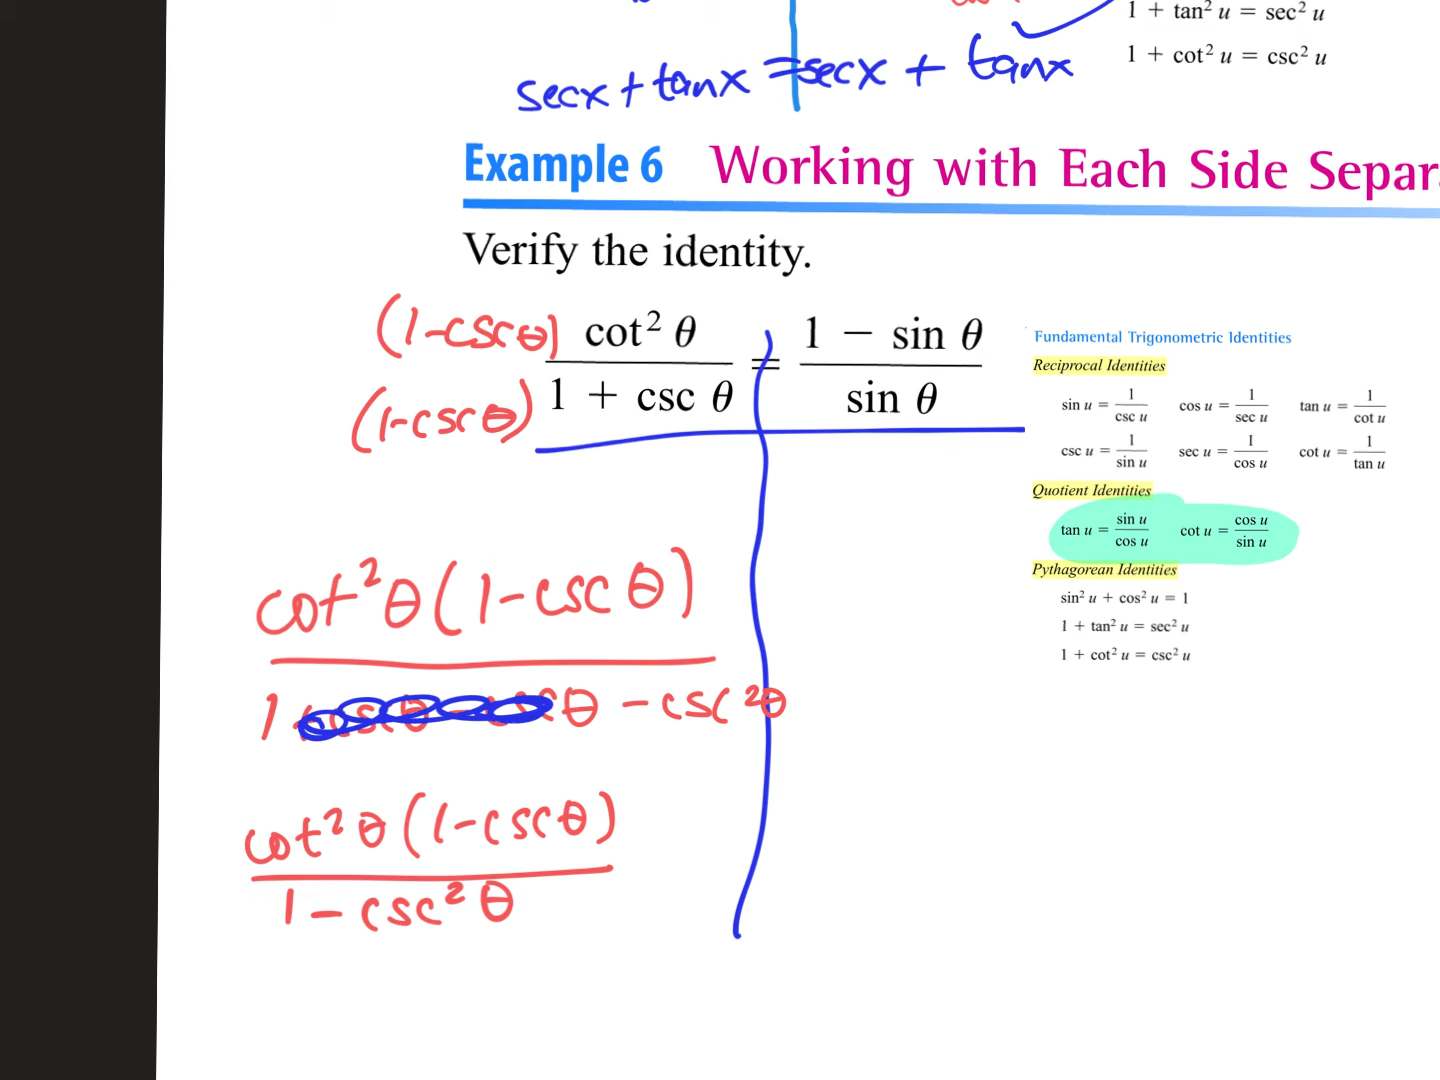 1 + tan² u = sec² u
1 + cot² u = csc² u
secx + tanx = secx + tanx
Example 6 Working with Each Side Separa
Verify the identity.
(1-cscθ) cot² θ = 1 − sin θ
(1-cscθ) 1 + csc θ sin θ
cot²θ(1-csc θ)
1 θ - csc²θ
cot²θ(1-cscθ)
1 - csc²θ
Fundamental Trigonometric Identities
Reciprocal Identities
sin u = 1/csc u cos u = 1/sec u tan u = 1/cot u
csc u = 1/sin u sec u = 1/cos u cot u = 1/tan u
Quotient Identities
tan u = sin u/cos u cot u = cos u/sin u
Pythagorean Identities
sin² u + cos² u = 1
1 + tan² u = sec² u
1 + cot² u = csc² u